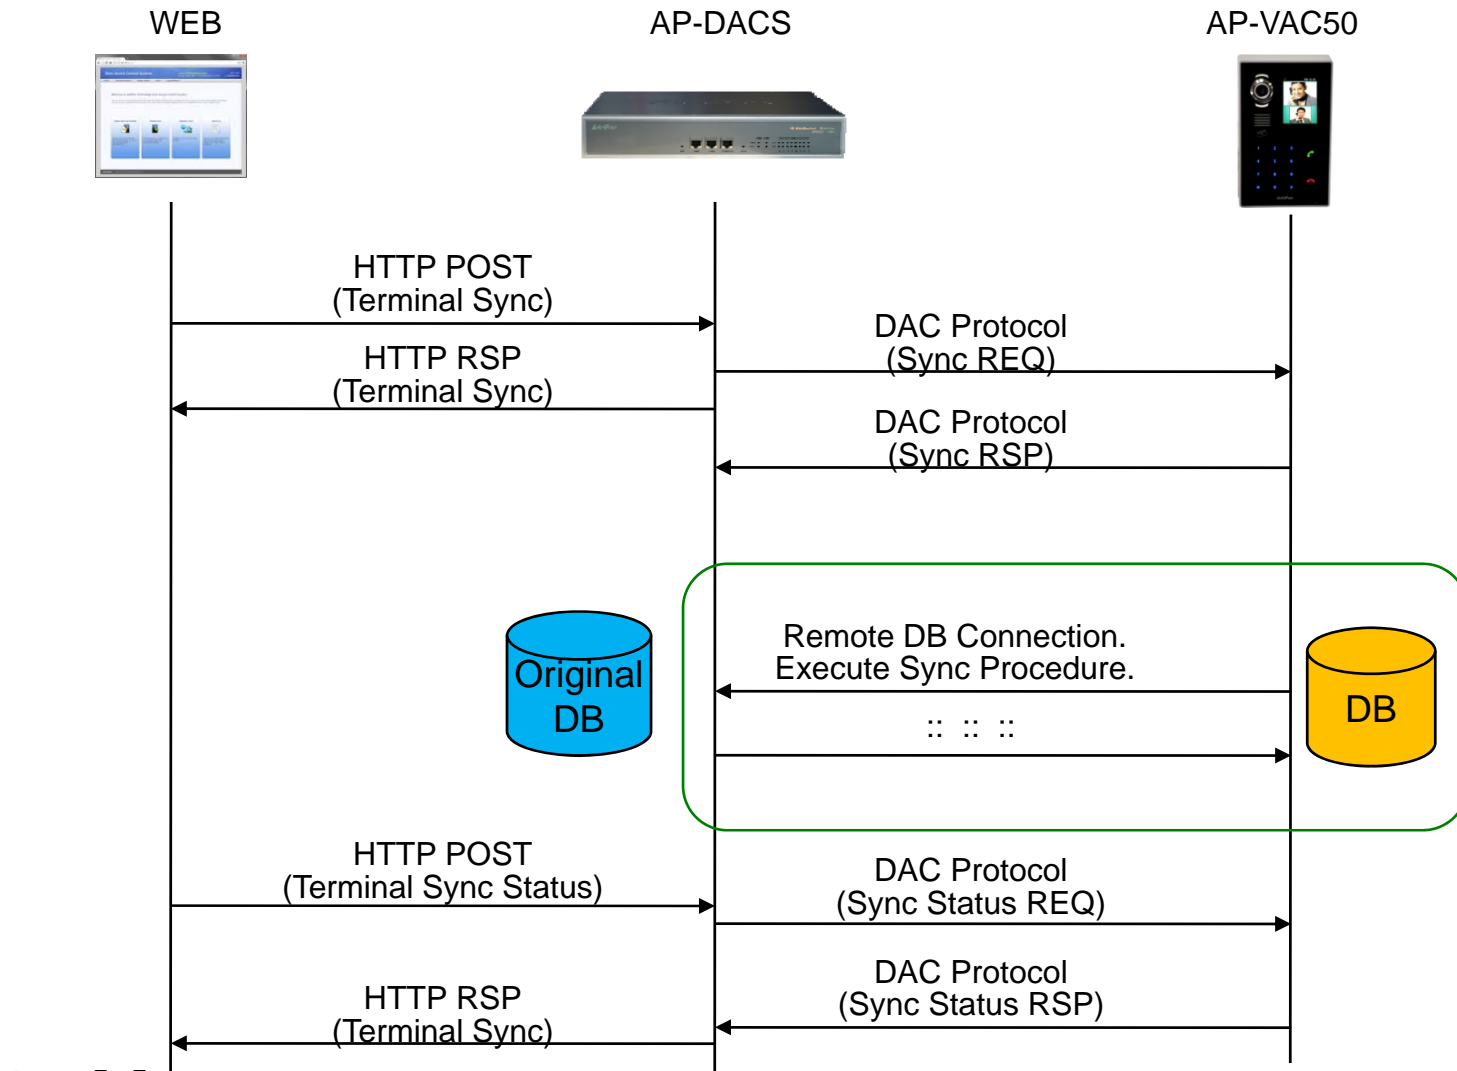 WEB
AP-DACS
AP-VAC50
HTTP POST
(Terminal Sync)
DAC Protocol
(Sync REQ)
HTTP RSP
(Terminal Sync)
DAC Protocol
(Sync RSP)
Remote DB Connection.
Execute Sync Procedure.
Original
DB
DB
:: :: ::
HTTP POST
(Terminal Sync Status)
DAC Protocol
(Sync Status REQ)
DAC Protocol
(Sync Status RSP)
HTTP RSP
(Terminal Sync)